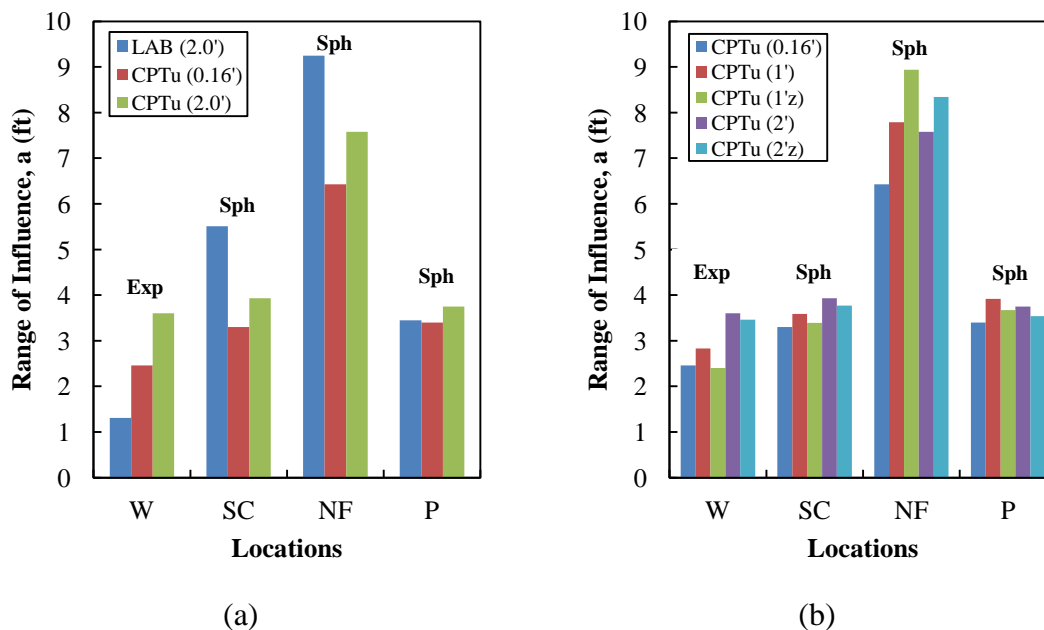 10
9
8
7
6
5
4
3
2
1
0
Range of Influence, a (ft)
LAB (2.0')
CPTu (0.16')
CPTu (2.0')
Exp
Sph
Sph
Sph
W SC NF P
Locations
(a)
10
9
8
7
6
5
4
3
2
1
0
Range of Influence, a (ft)
CPTu (0.16')
CPTu (1')
CPTu (1'z)
CPTu (2')
CPTu (2'z)
Exp
Sph
Sph
Sph
W SC NF P
Locations
(b)